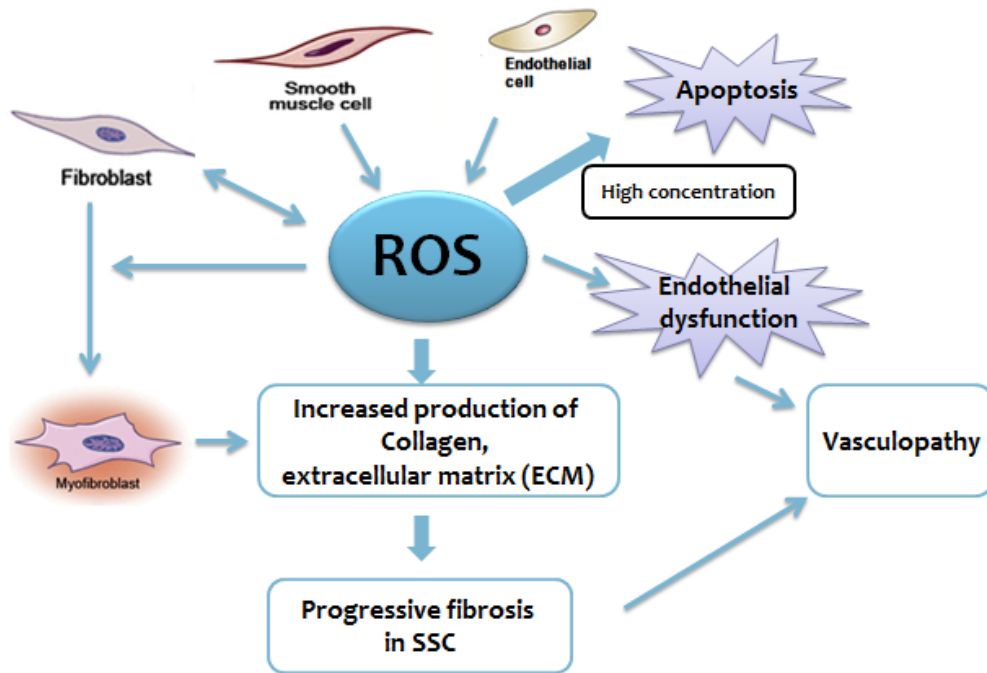 Smooth
muscle cell
Endothelial
cell
Apoptosis
Fibroblast
High concentration
ROS
Endothelial
dysfunction
Increased production of
Collagen,
extracellular matrix (ECM)
Vasculopathy
Myofibroblast
Progressive fibrosis
in SSC